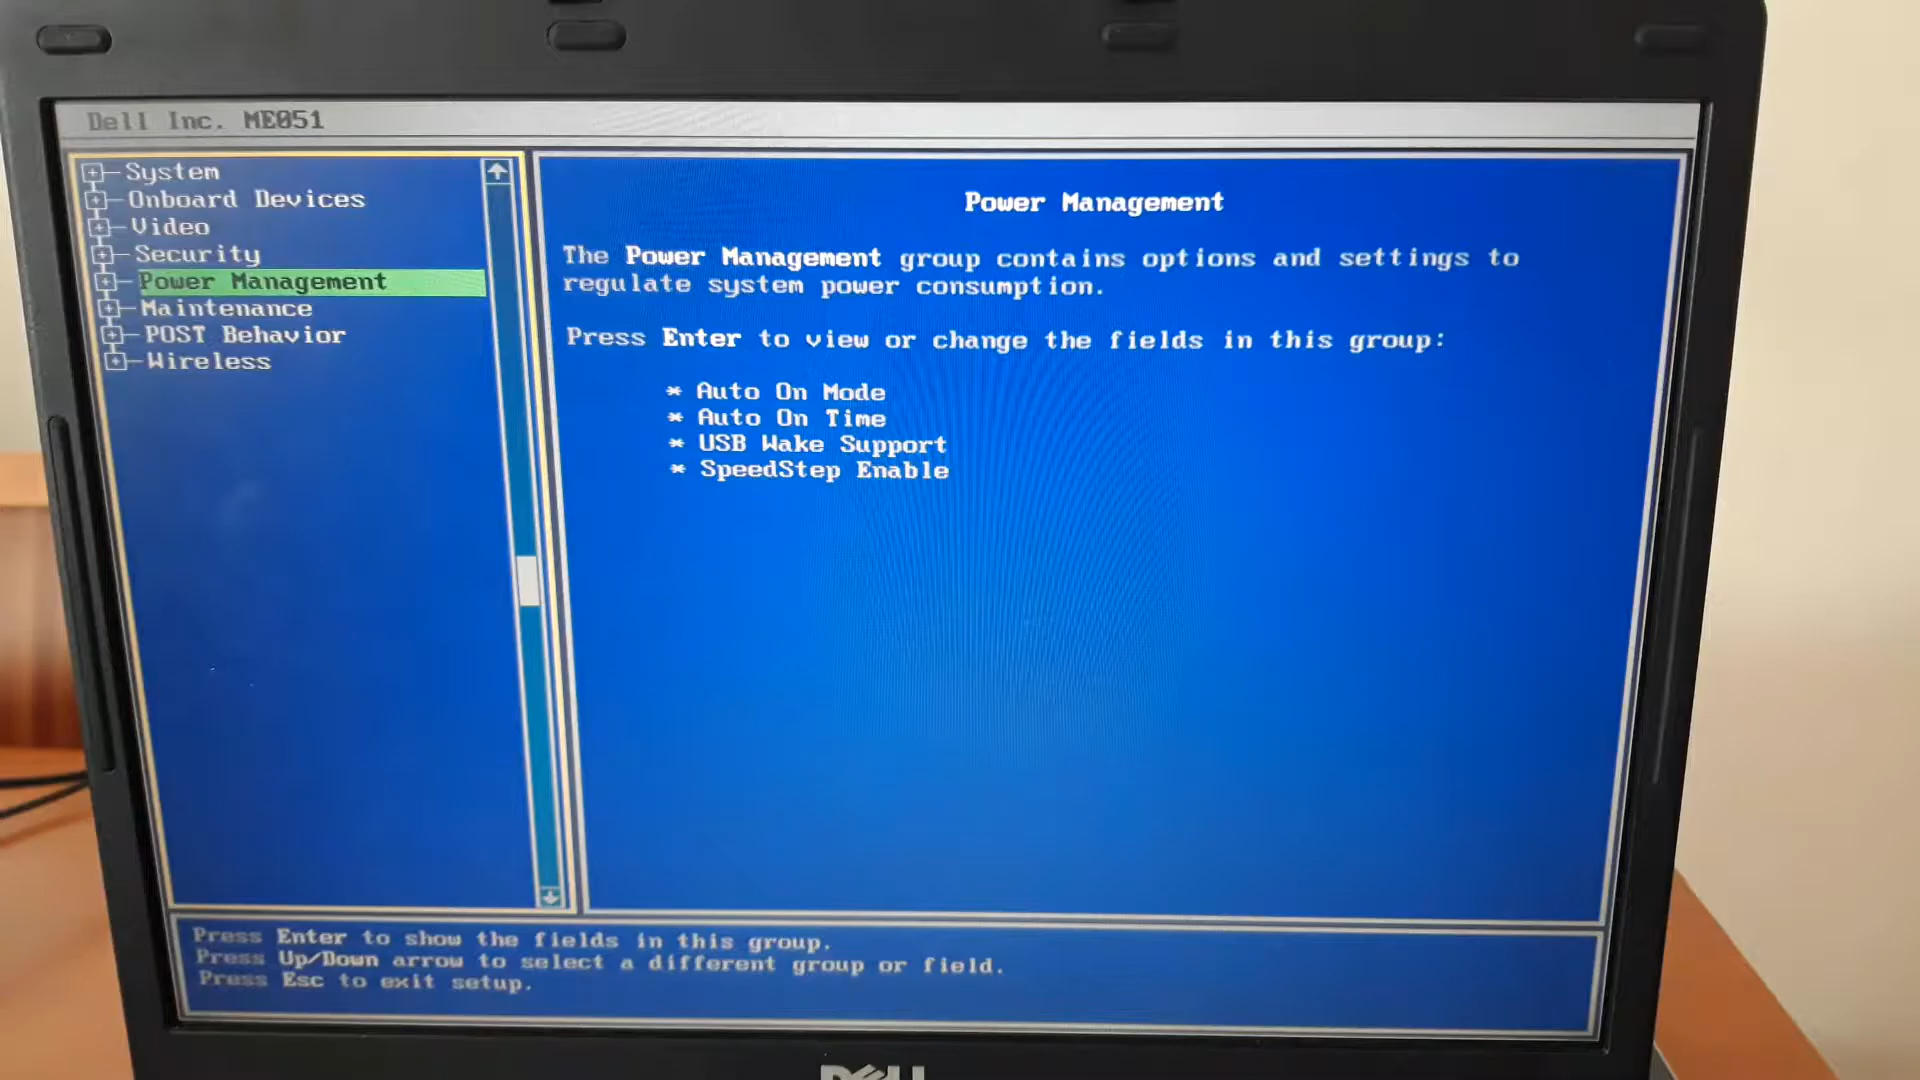 Dell Inc. ME051
System
Onboard Devices
Video
Security
Power Management
Maintenance
POST Behavior
Wireless
Power Management
The Power Management group contains options and settings to
regulate system power consumption.
Press Enter to view or change the fields in this group:
* Auto On Mode
* Auto On Time
* USB Wake Support
* SpeedStep Enable
Press Enter to show the fields in this group.
Press Up/Down arrow to select a different group or field.
Press Esc to exit setup.
DELL